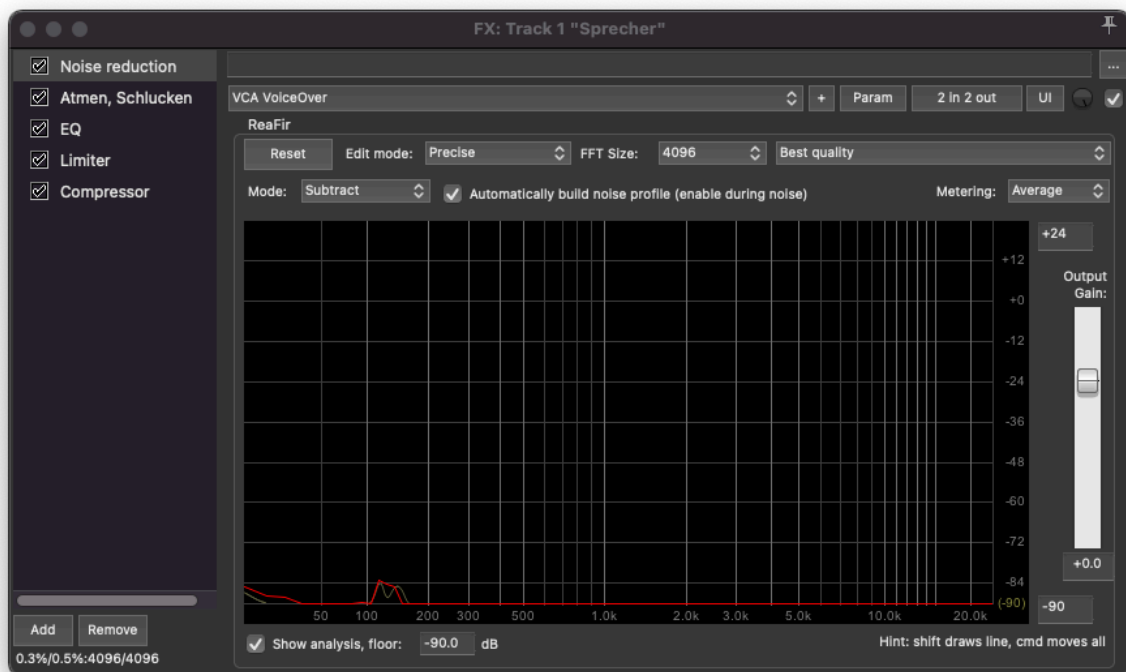 FX: Track 1 "Sprecher"
Noise reduction
Atmen, Schlucken
EQ
Limiter
Compressor
...
VCA VoiceOver
+
Param
2 in 2 out
UI
ReaFir
Reset
Edit mode:
Precise
FFT Size:
4096
Best quality
Mode:
Subtract
Automatically build noise profile (enable during noise)
Metering:
Average
+24
+12
+0
-12
-24
-36
-48
-60
-72
-84
(-90)
Output
Gain:
+0.0
-90
50 100 200 300 500 1.0k 2.0k 3.0k 5.0k 10.0k 20.0k
Show analysis, floor:
-90.0
dB
Hint: shift draws line, cmd moves all
Add
Remove
0.3%/0.5%:4096/4096